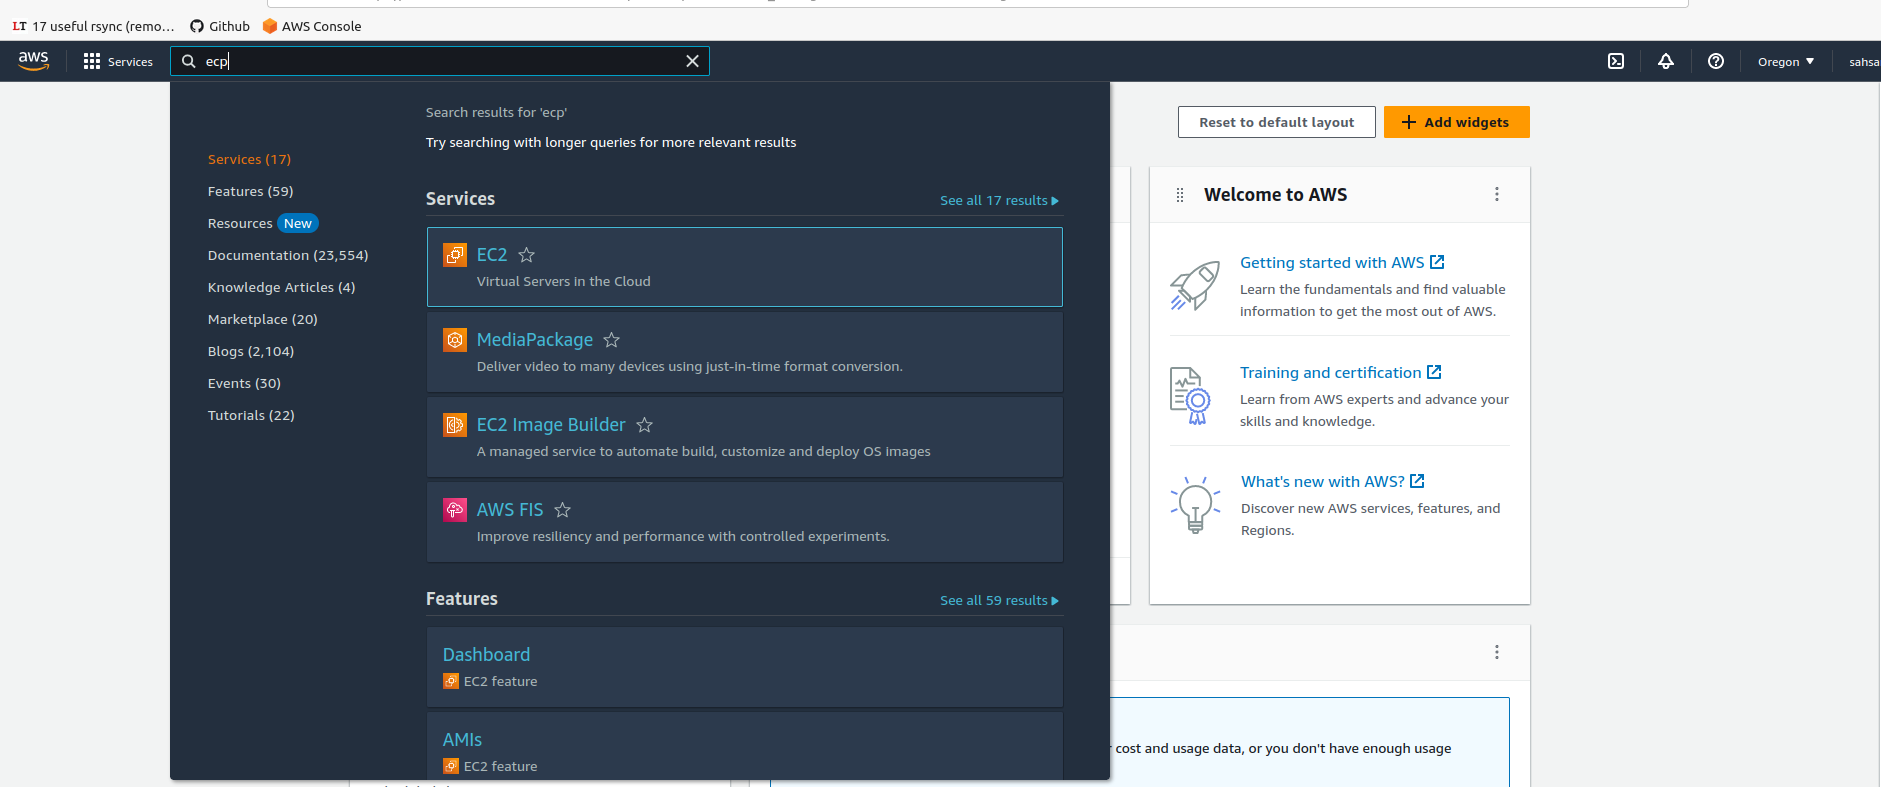 LT 17 useful rsync (remo... Github AWS Console
aws Services ecp Oregon sahsa
Search results for 'ecp'
Try searching with longer queries for more relevant results
Services (17)
Features (59)
Resources New
Documentation (23,554)
Knowledge Articles (4)
Marketplace (20)
Blogs (2,104)
Events (30)
Tutorials (22)
Services See all 17 results
EC2
Virtual Servers in the Cloud
MediaPackage
Deliver video to many devices using just-in-time format conversion.
EC2 Image Builder
A managed service to automate build, customize and deploy OS images
AWS FIS
Improve resiliency and performance with controlled experiments.
Features See all 59 results
Dashboard
EC2 feature
AMIs
EC2 feature
Reset to default layout Add widgets
Welcome to AWS
Getting started with AWS
Learn the fundamentals and find valuable
information to get the most out of AWS.
Training and certification
Learn from AWS experts and advance your
skills and knowledge.
What's new with AWS?
Discover new AWS services, features, and
Regions.
cost and usage data, or you don't have enough usage